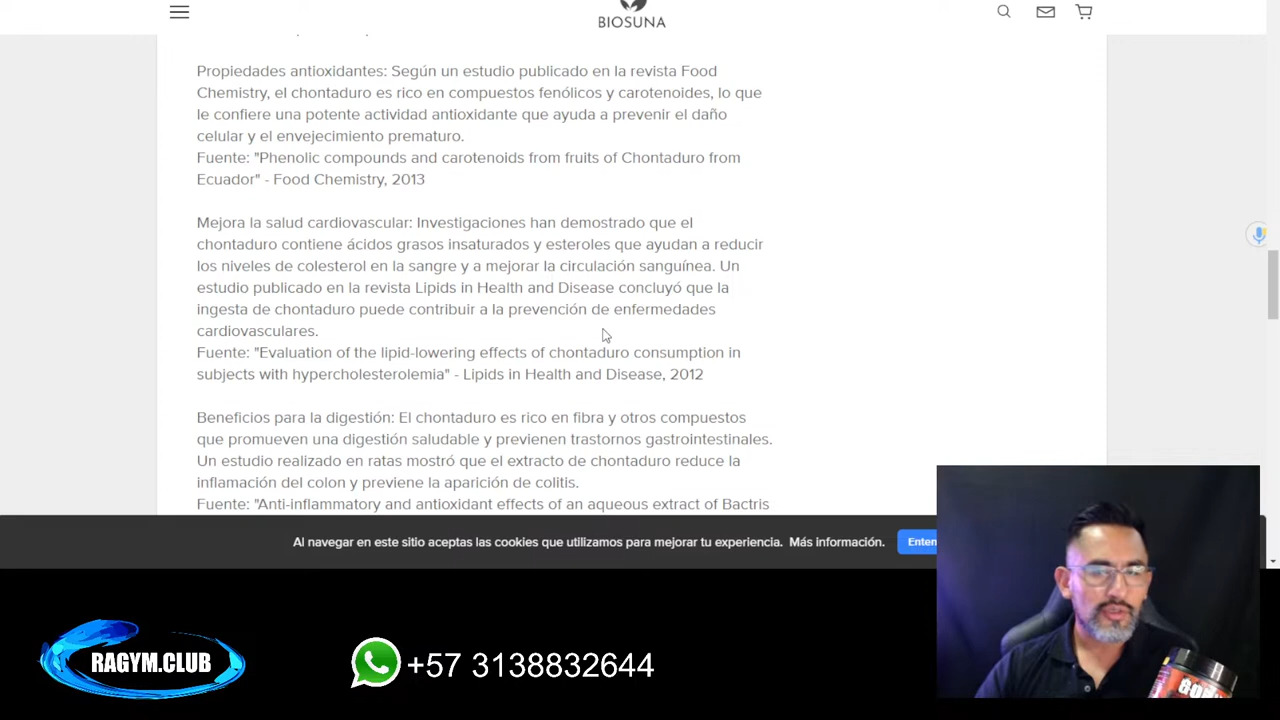 BIOSUNA
Propiedades antioxidantes: Según un estudio publicado en la revista Food
Chemistry, el chontaduro es rico en compuestos fenólicos y carotenoides, lo que
le confiere una potente actividad antioxidante que ayuda a prevenir el daño
celular y el envejecimiento prematuro.
Fuente: "Phenolic compounds and carotenoids from fruits of Chontaduro from
Ecuador" - Food Chemistry, 2013
Mejora la salud cardiovascular: Investigaciones han demostrado que el
chontaduro contiene ácidos grasos insaturados y esteroles que ayudan a reducir
los niveles de colesterol en la sangre y a mejorar la circulación sanguínea. Un
estudio publicado en la revista Lipids in Health and Disease concluyó que la
ingesta de chontaduro puede contribuir a la prevención de enfermedades
cardiovasculares.
Fuente: "Evaluation of the lipid-lowering effects of chontaduro consumption in
subjects with hypercholesterolemia" - Lipids in Health and Disease, 2012
Beneficios para la digestión: El chontaduro es rico en fibra y otros compuestos
que promueven una digestión saludable y previenen trastornos gastrointestinales.
Un estudio realizado en ratas mostró que el extracto de chontaduro reduce la
inflamación del colon y previene la aparición de colitis.
Fuente: "Anti-inflammatory and antioxidant effects of an aqueous extract of Bactris
Al navegar en este sitio aceptas las cookies que utilizamos para mejorar tu experiencia. Más información.
Enten
RAGYM.CLUB
+57 3138832644